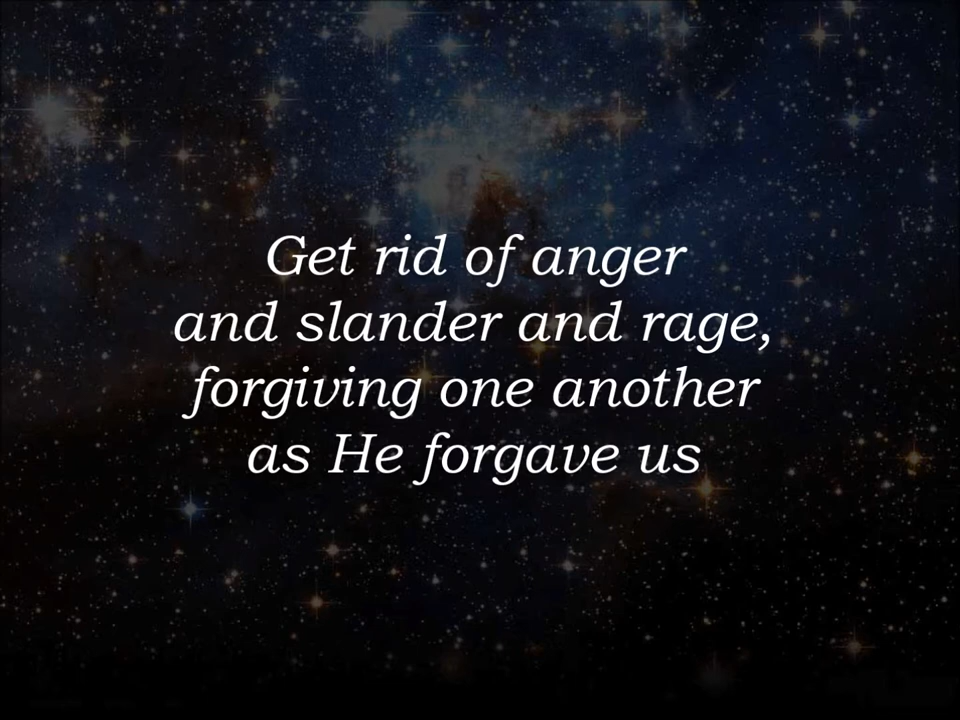 Get rid of anger
and slander and rage,
forgiving one another
as He forgave us